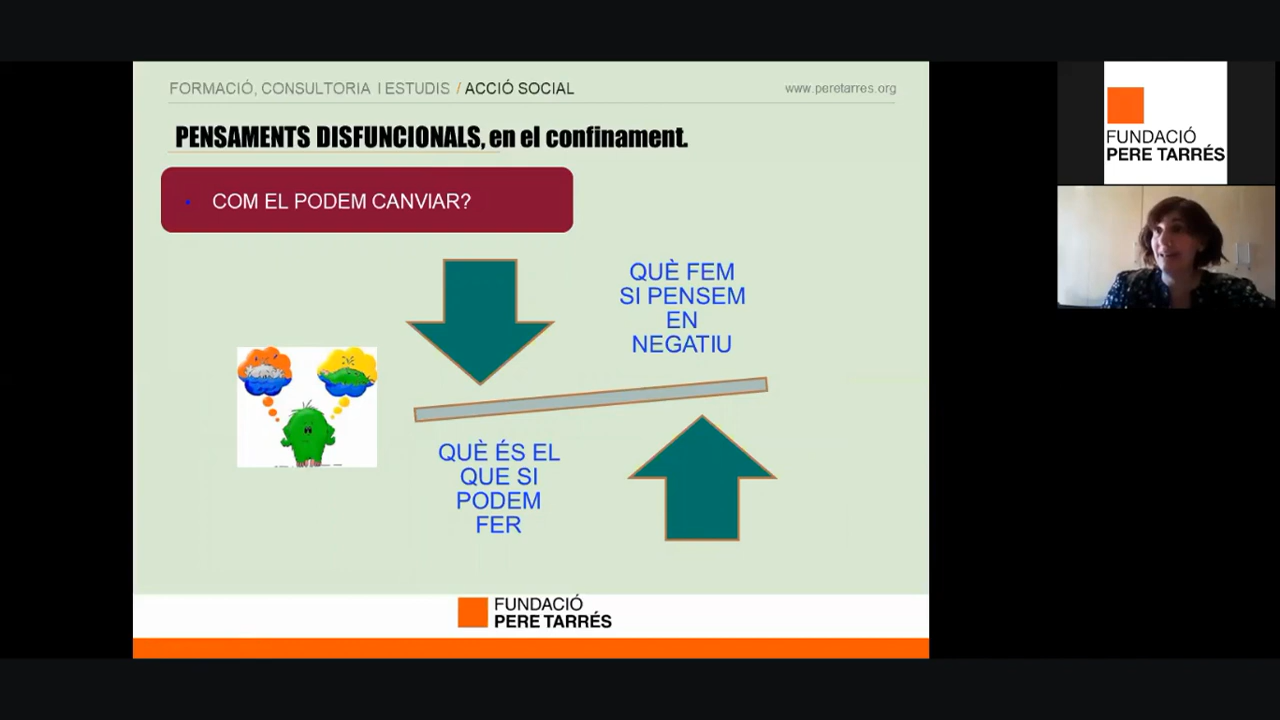 FORMACIÓ, CONSULTORIA I ESTUDIS / ACCIÓ SOCIAL
www.peretarres.org
PENSAMENTS DISFUNCIONALS, en el confinament.
• COM EL PODEM CANVIAR?
QUÈ FEM
SI PENSEM
EN
NEGATIU
QUÈ ÉS EL
QUE SI
PODEM
FER
FUNDACIÓ
PERE TARRÉS
FUNDACIÓ
PERE TARRÉS